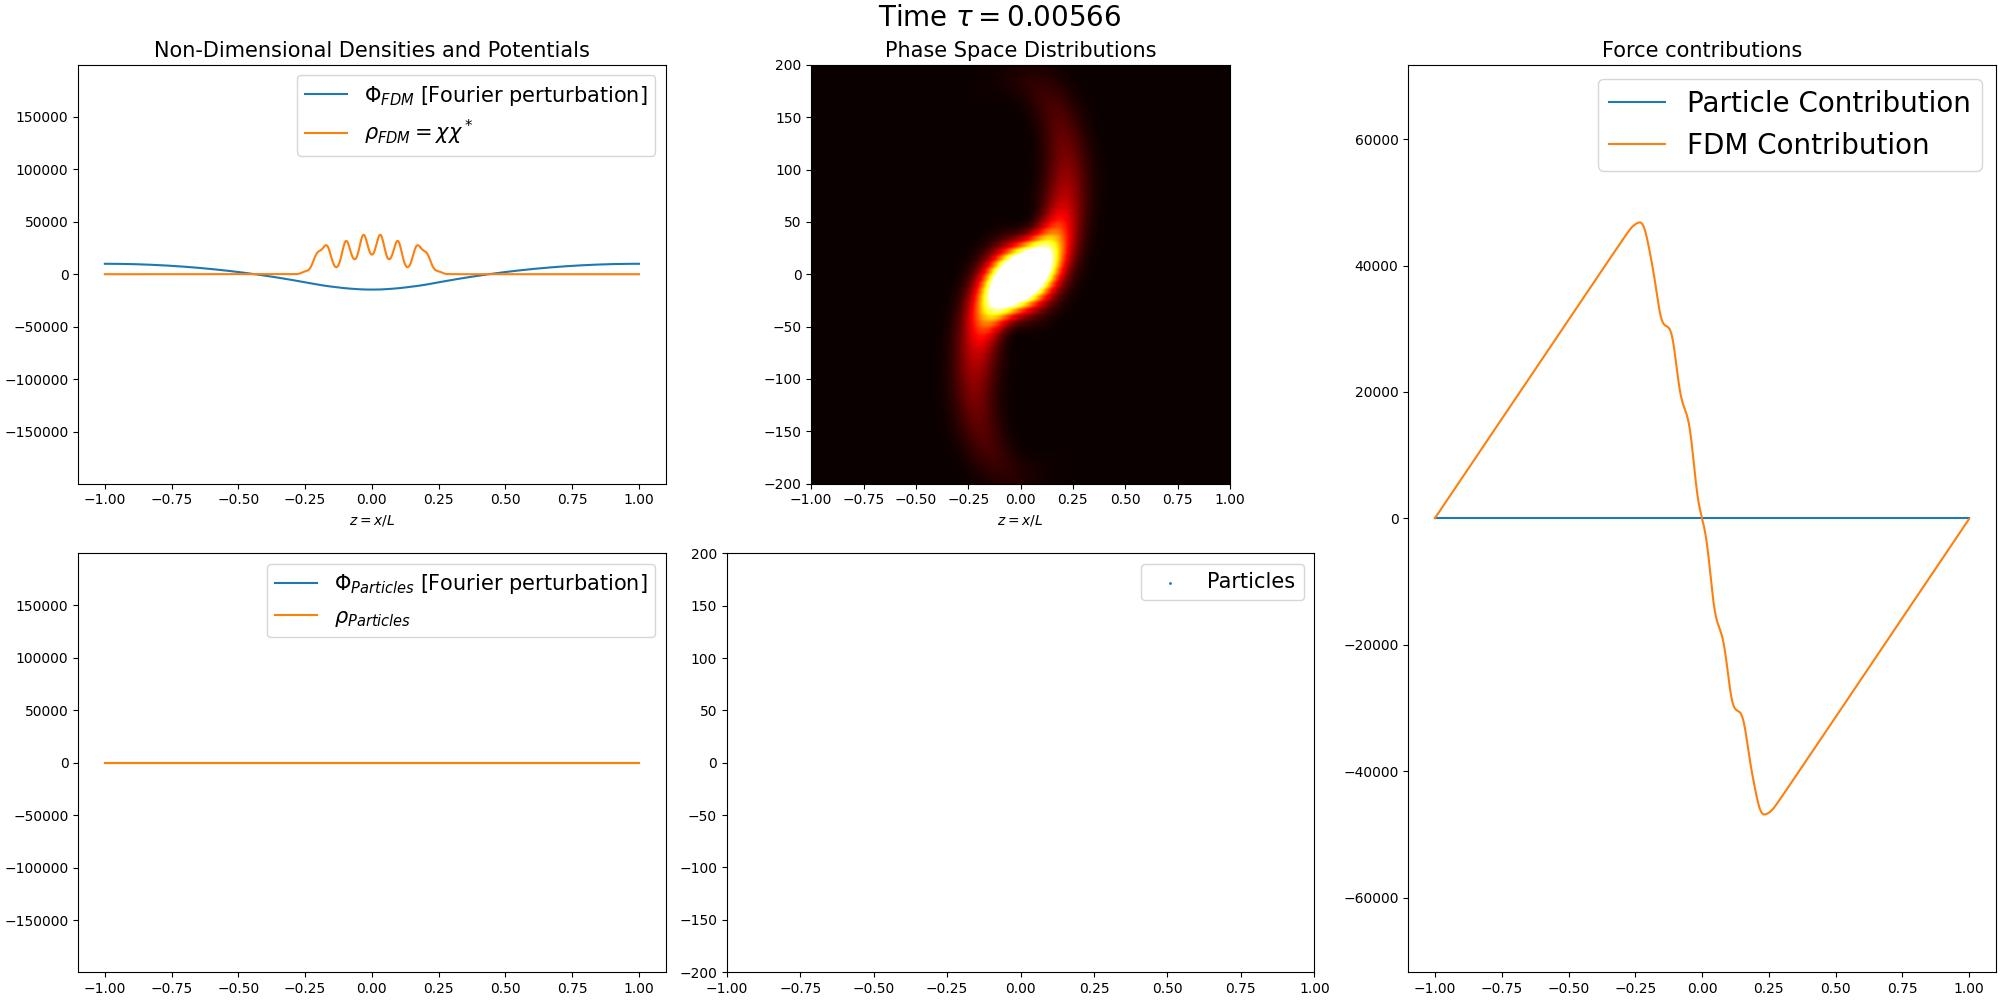 Time τ = 0.00566
Non-Dimensional Densities and Potentials
Φ_FDM [Fourier perturbation]
ρ_FDM = χχ*
150000
100000
50000
0
−50000
−100000
−150000
−1.00 −0.75 −0.50 −0.25 0.00 0.25 0.50 0.75 1.00
z = x/L
Phase Space Distributions
200
150
100
50
0
−50
−100
−150
−200
−1.00 −0.75 −0.50 −0.25 0.00 0.25 0.50 0.75 1.00
z = x/L
Force contributions
Particle Contribution
FDM Contribution
60000
40000
20000
0
−20000
−40000
−60000
−1.00 −0.75 −0.50 −0.25 0.00 0.25 0.50 0.75 1.00
Φ_Particles [Fourier perturbation]
ρ_Particles
150000
100000
50000
0
−50000
−100000
−150000
−1.00 −0.75 −0.50 −0.25 0.00 0.25 0.50 0.75 1.00
Particles
200
150
100
50
0
−50
−100
−150
−200
−1.00 −0.75 −0.50 −0.25 0.00 0.25 0.50 0.75 1.00